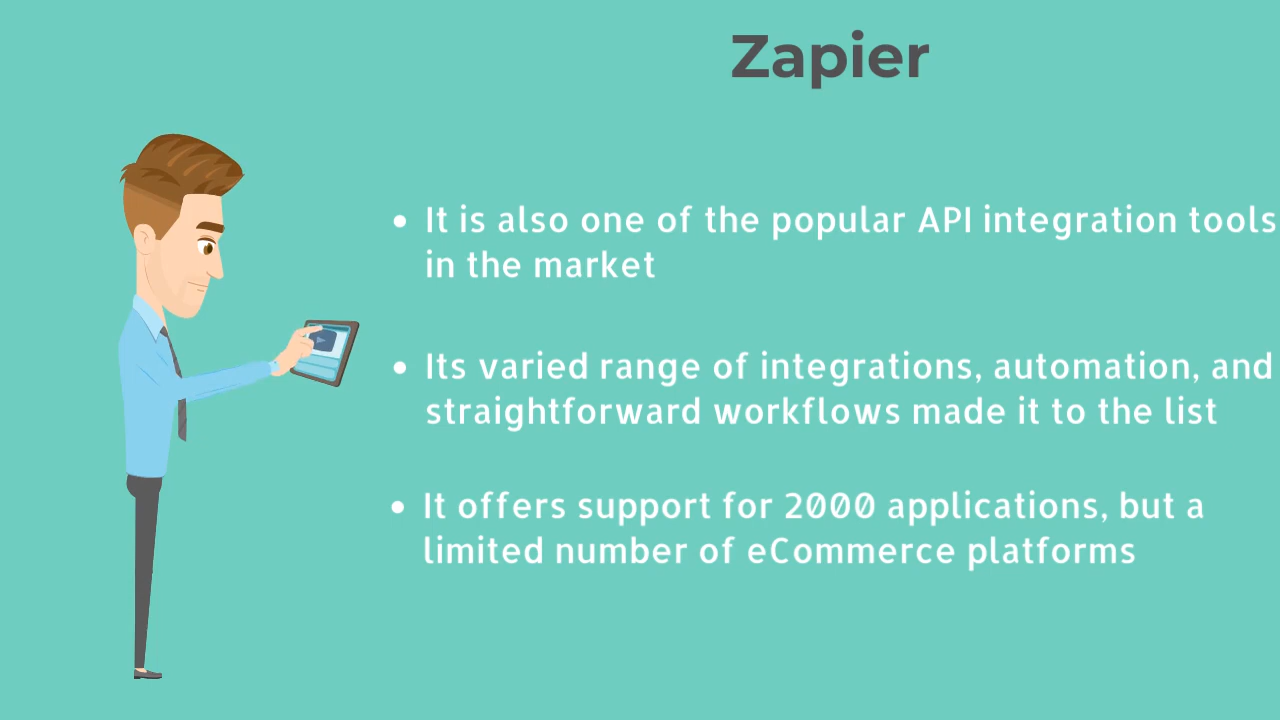 Zapier
• It is also one of the popular API integration tools
in the market
• Its varied range of integrations, automation, and
straightforward workflows made it to the list
• It offers support for 2000 applications, but a
limited number of eCommerce platforms